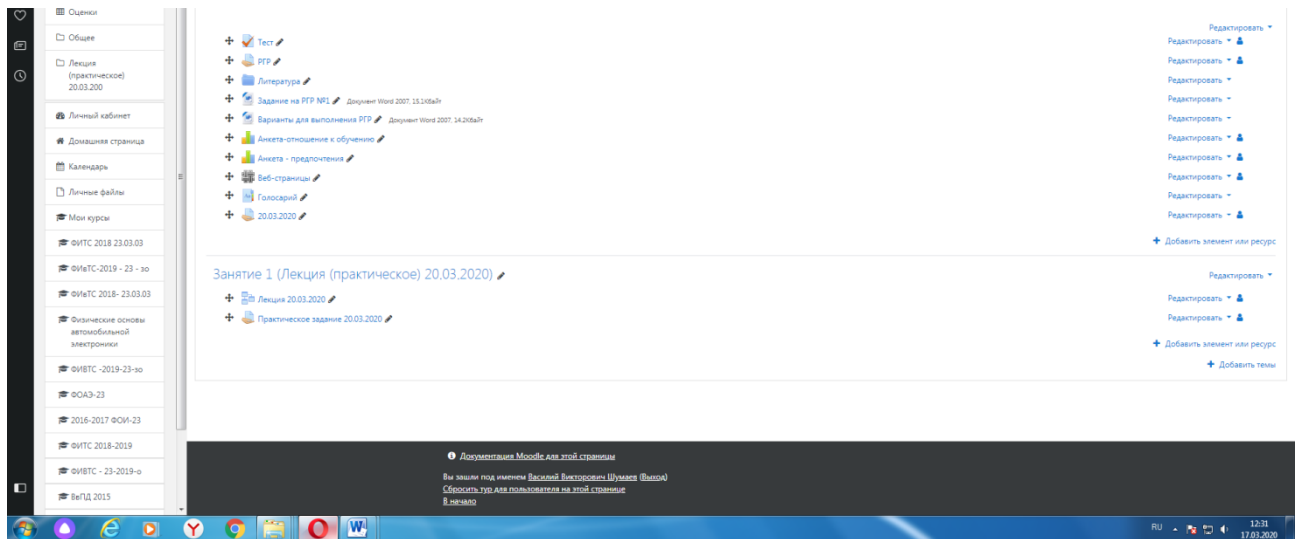 Оценки
Общее
Лекция
(практическое)
20.03.200
Личный кабинет
Домашняя страница
Календарь
Личные файлы
Мои курсы
ФИТС 2018 23.03.03
ФИвТС-2019 - 23 - зо
ФИвТС 2018- 23.03.03
Физические основы
автомобильной
электроники
ФИВТС -2019-23-зо
ФОАЭ-23
2016-2017 ФОИ-23
ФИТС 2018-2019
ФИВТС - 23-2019-о
ВеПД 2015
Редактировать
Тест Редактировать
РГР Редактировать
Литература Редактировать
Задание на РГР №1 Документ Word 2007, 15.1Кбайт Редактировать
Варианты для выполнения РГР Документ Word 2007, 14.2Кбайт Редактировать
Анкета-отношение к обучению Редактировать
Анкета - предпочтения Редактировать
Веб-страницы Редактировать
Голосарий Редактировать
20.03.2020 Редактировать
Добавить элемент или ресурс
Занятие 1 (Лекция (практическое) 20.03.2020) Редактировать
Лекция 20.03.2020 Редактировать
Практическое задание 20.03.2020 Редактировать
Добавить элемент или ресурс
Добавить темы
Документация Moodle для этой страницы
Вы зашли под именем Василий Викторович Шумаев (Выход)
Сбросить тур для пользователя на этой странице
В начало
RU 12:31
17.03.2020